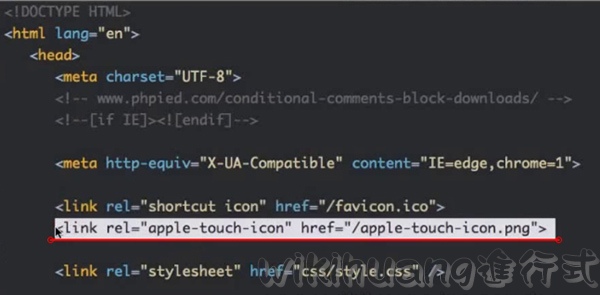 <!DOCTYPE HTML>
<html lang="en">
<head>
<meta charset="UTF-8">
<!-- www.phpied.com/conditional-comments-block-downloads/ -->
<!--[if IE]><![endif]-->
<meta http-equiv="X-UA-Compatible" content="IE=edge,chrome=1">
<link rel="shortcut icon" href="/favicon.ico">
<link rel="apple-touch-icon" href="/apple-touch-icon.png">
<link rel="stylesheet" href="css/style.css" />
wikihuang進行式